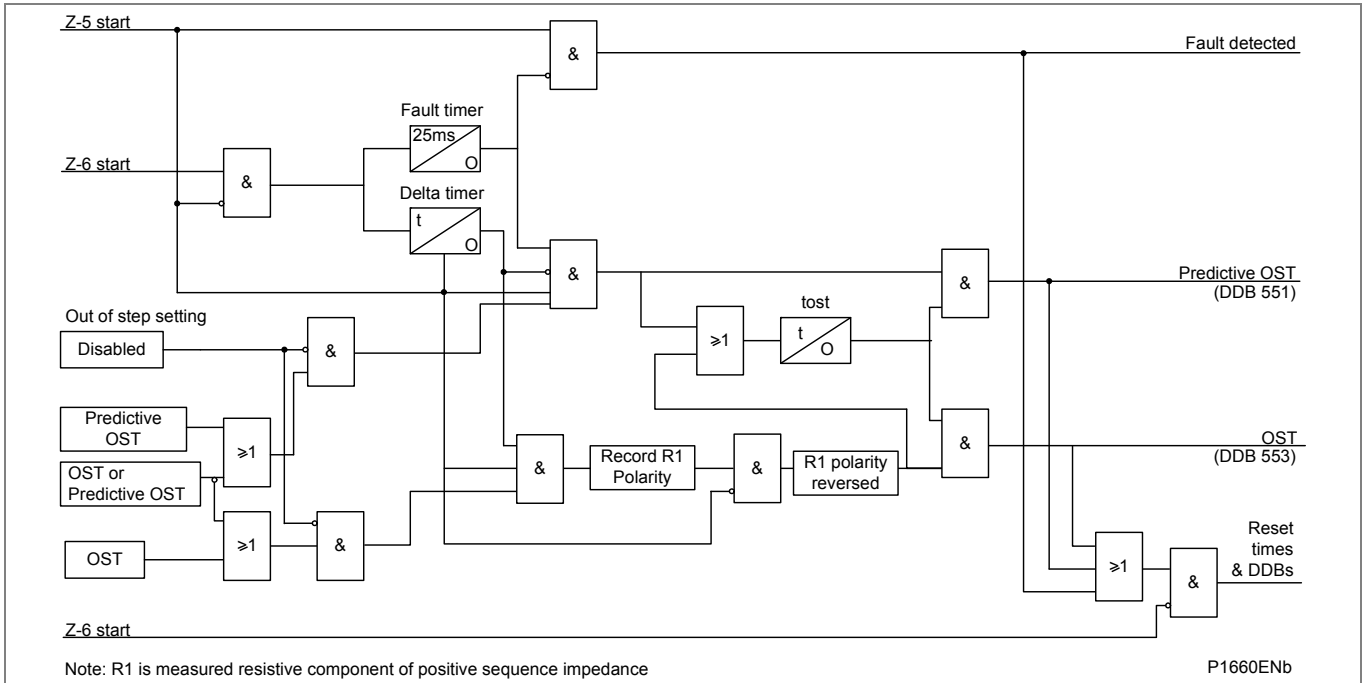 Z-5 start
&
Fault detected
Fault timer
25ms
O
Z-6 start
&
Delta timer
t
O
&
Predictive OST
(DDB 551)
&
tost
Out of step setting
Disabled
&
≥1
t
O
Predictive
OST
≥1
OST or
Predictive OST
&
Record R1
Polarity
&
R1 polarity
reversed
&
OST
(DDB 553)
OST
≥1
&
≥1
&
Reset
times
& DDBs
Z-6 start
Note: R1 is measured resistive component of positive sequence impedance
P1660ENb